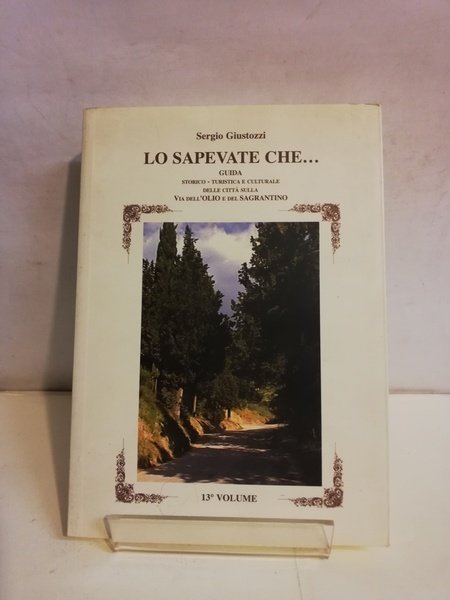 Sergio Giustozzi
LO SAPEVATE CHE...
GUIDA
STORICO - TURISTICA E CULTURALE
DELLE CITTÀ SULLA
VIA DELL'OLIO E DEL SAGRANTINO
13° VOLUME